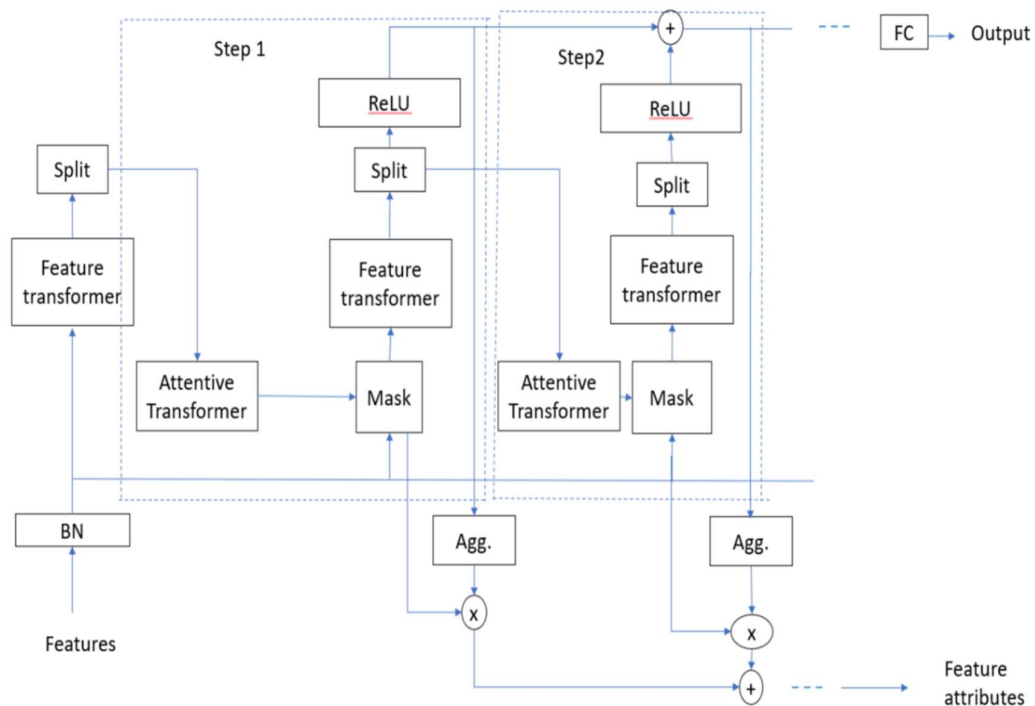 Step 1
+
Step2
FC
Output
ReLU
ReLU
Split
Split
Split
Feature
transformer
Feature
transformer
Feature
transformer
Attentive
Transformer
Mask
Attentive
Transformer
Mask
BN
Agg.
Agg.
Features
x
x
+
Feature
attributes